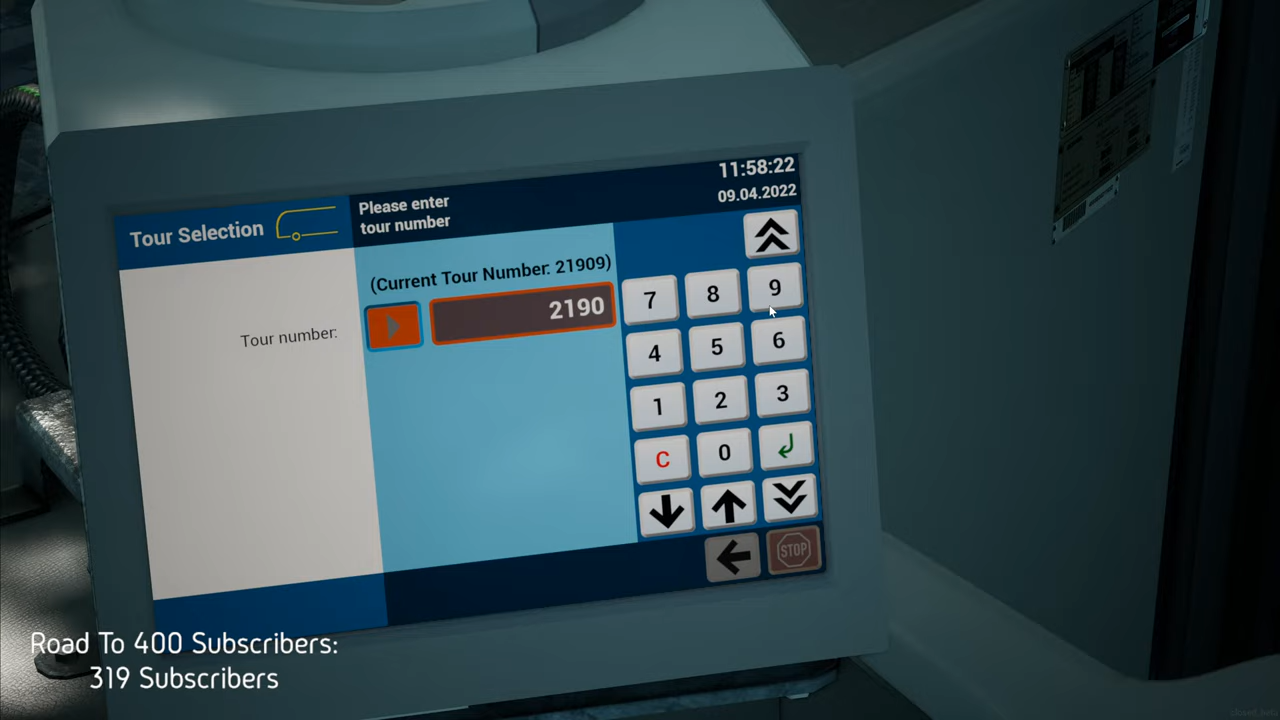 11:58:22
09.04.2022
Tour Selection
Please enter
tour number
(Current Tour Number: 21909)
Tour number:
2190
7 8 9
4 5 6
1 2 3
C 0
STOP
Road To 400 Subscribers:
319 Subscribers